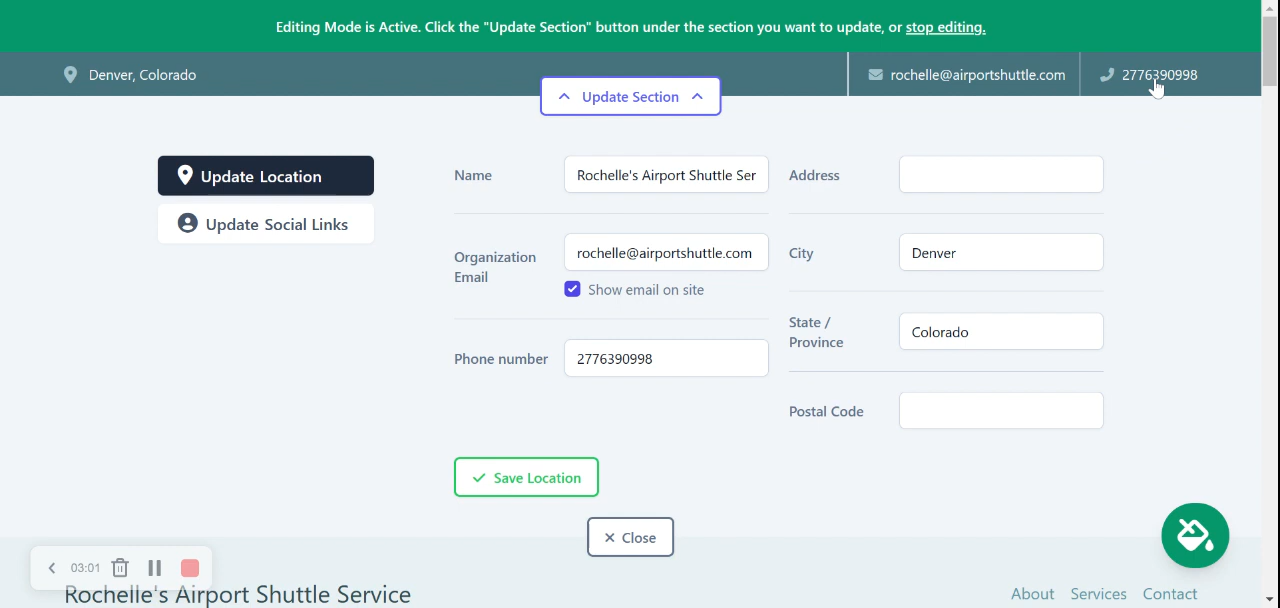 Editing Mode is Active. Click the "Update Section" button under the section you want to update, or stop editing.
Denver, Colorado
rochelle@airportshuttle.com
2776390998
Update Section
Update Location
Update Social Links
Name
Rochelle's Airport Shuttle Ser
Address
Organization
Email
rochelle@airportshuttle.com
Show email on site
City
Denver
State /
Province
Colorado
Phone number
2776390998
Postal Code
Save Location
Close
03:01
Rochelle's Airport Shuttle Service
About
Services
Contact